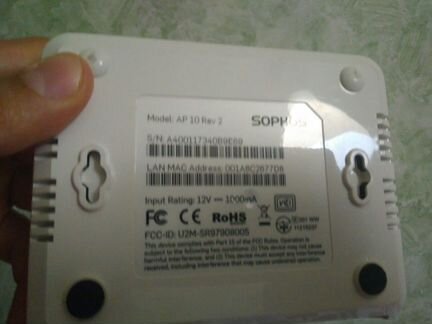 Model: AP 10 Rev 2
SOPHOS
S/N: A400117340B9E69
LAN MAC Address: 001A8C2677D8
Input Rating: 12V ⎓ 1000mA
FC CE RoHS
FCC-ID: U2M-SR97908005
This device complies with Part 15 of the FCC Rules. Operation is
subject to the following two conditions: (1) This device may not cause
harmful interference, and (2) This device must accept any
interference received, including interference that may cause undesired
operation.